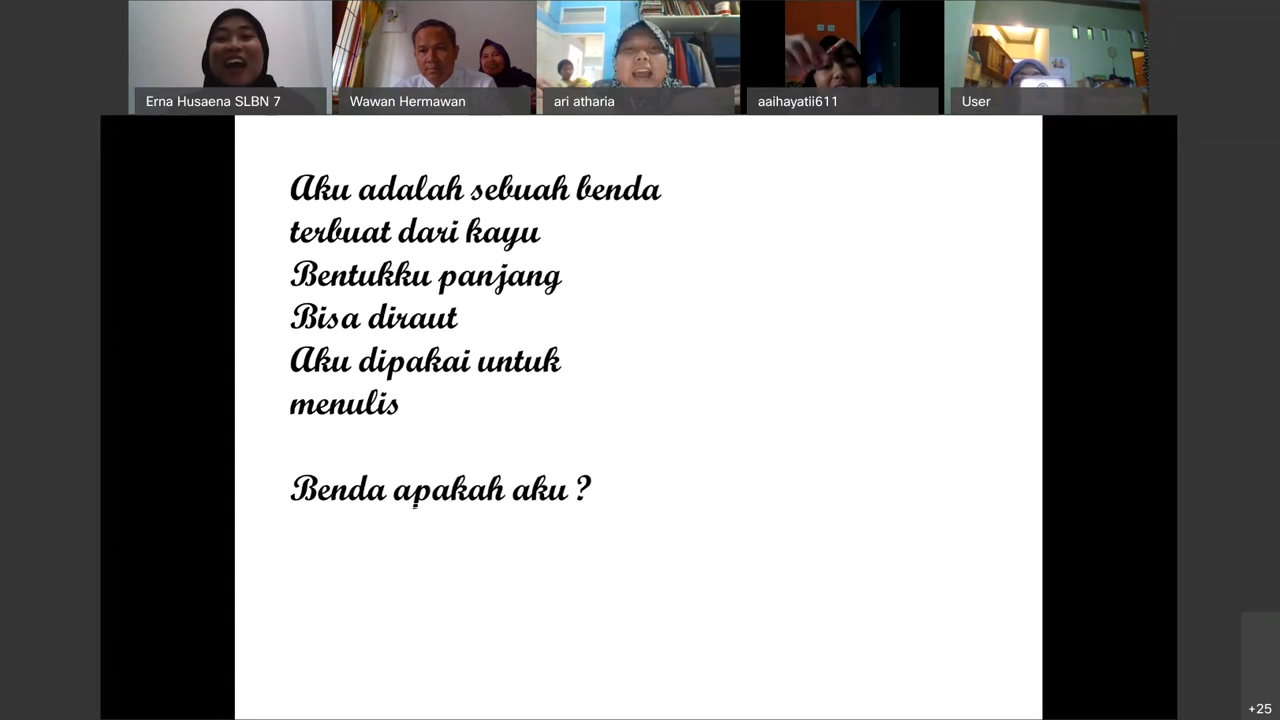 Erna Husaena SLBN 7
Wawan Hermawan
ari atharia
aaihayatii611
User
Aku adalah sebuah benda
terbuat dari kayu
Bentukku panjang
Bisa diraut
Aku dipakai untuk
menulis
Benda apakah aku ?
+25